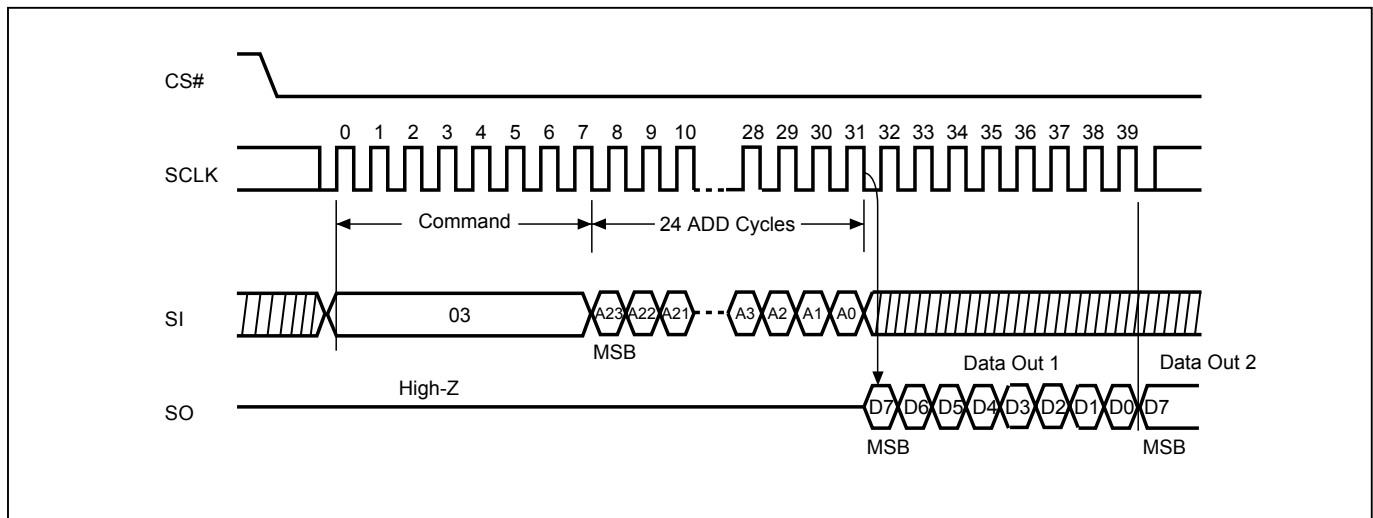 CS#
0 1 2 3 4 5 6 7 8 9 10 28 29 30 31 32 33 34 35 36 37 38 39
SCLK
Command 24 ADD Cycles
SI 03 A23 A22 A21 A3 A2 A1 A0
MSB
Data Out 1 Data Out 2
High-Z
SO D7 D6 D5 D4 D3 D2 D1 D0 D7
MSB MSB